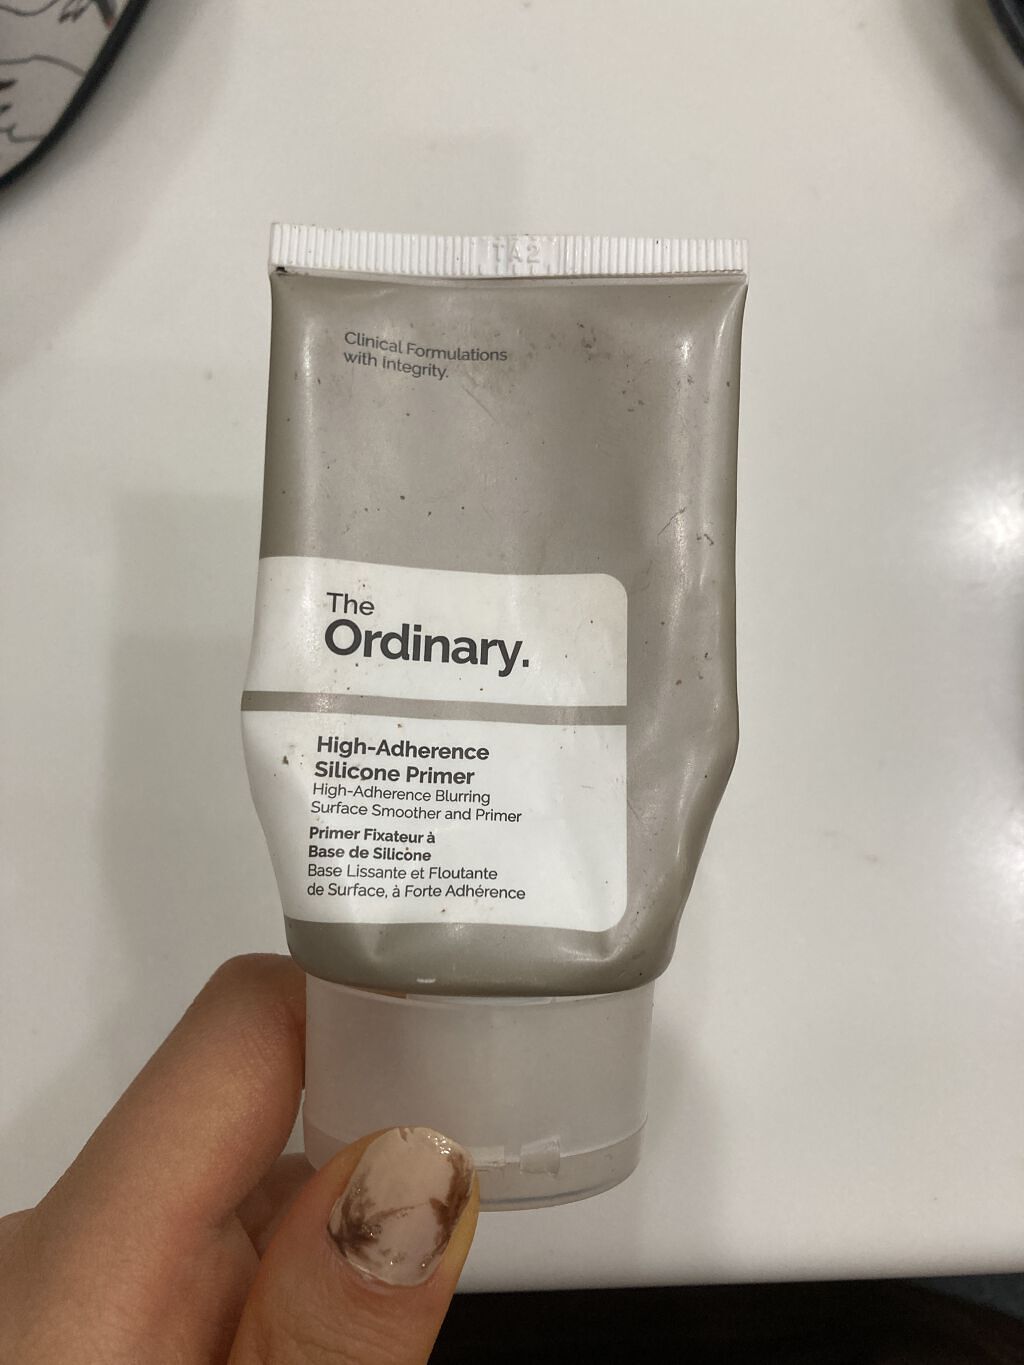 TA2
Clinical Formulations
with Integrity.
The
Ordinary.
High-Adherence
Silicone Primer
High-Adherence Blurring
Surface Smoother and Primer
Primer Fixateur à
Base de Silicone
Base Lissante et Floutante
de Surface, à Forte Adhérence